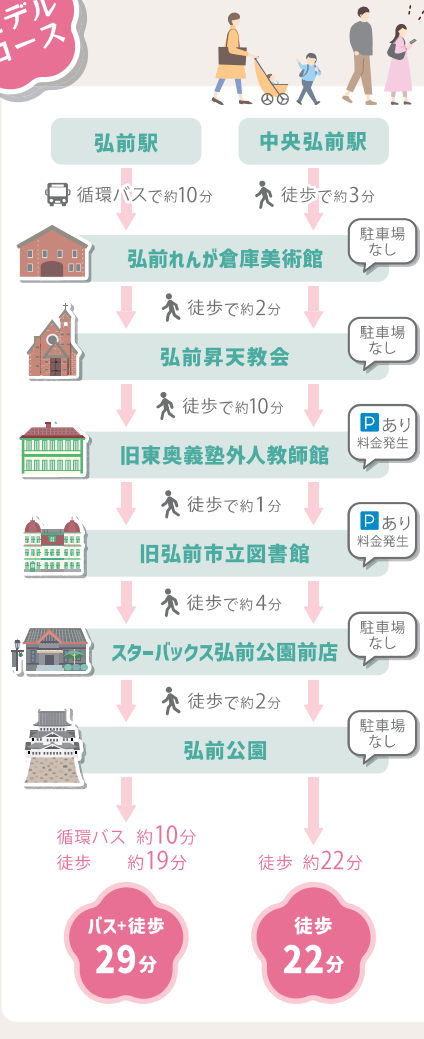 デル
コース
弘前駅
中央弘前駅
循環バスで約10分
徒歩で約3分
弘前れんが倉庫美術館
駐車場
なし
徒歩で約2分
弘前昇天教会
駐車場
なし
徒歩で約10分
旧東奥義塾外人教師館
Pあり
料金発生
徒歩で約1分
旧弘前市立図書館
Pあり
料金発生
徒歩で約4分
スターバックス弘前公園前店
駐車場
なし
徒歩で約2分
弘前公園
駐車場
なし
循環バス 約10分
徒歩 約19分
徒歩 約22分
バス+徒歩
29分
徒歩
22分